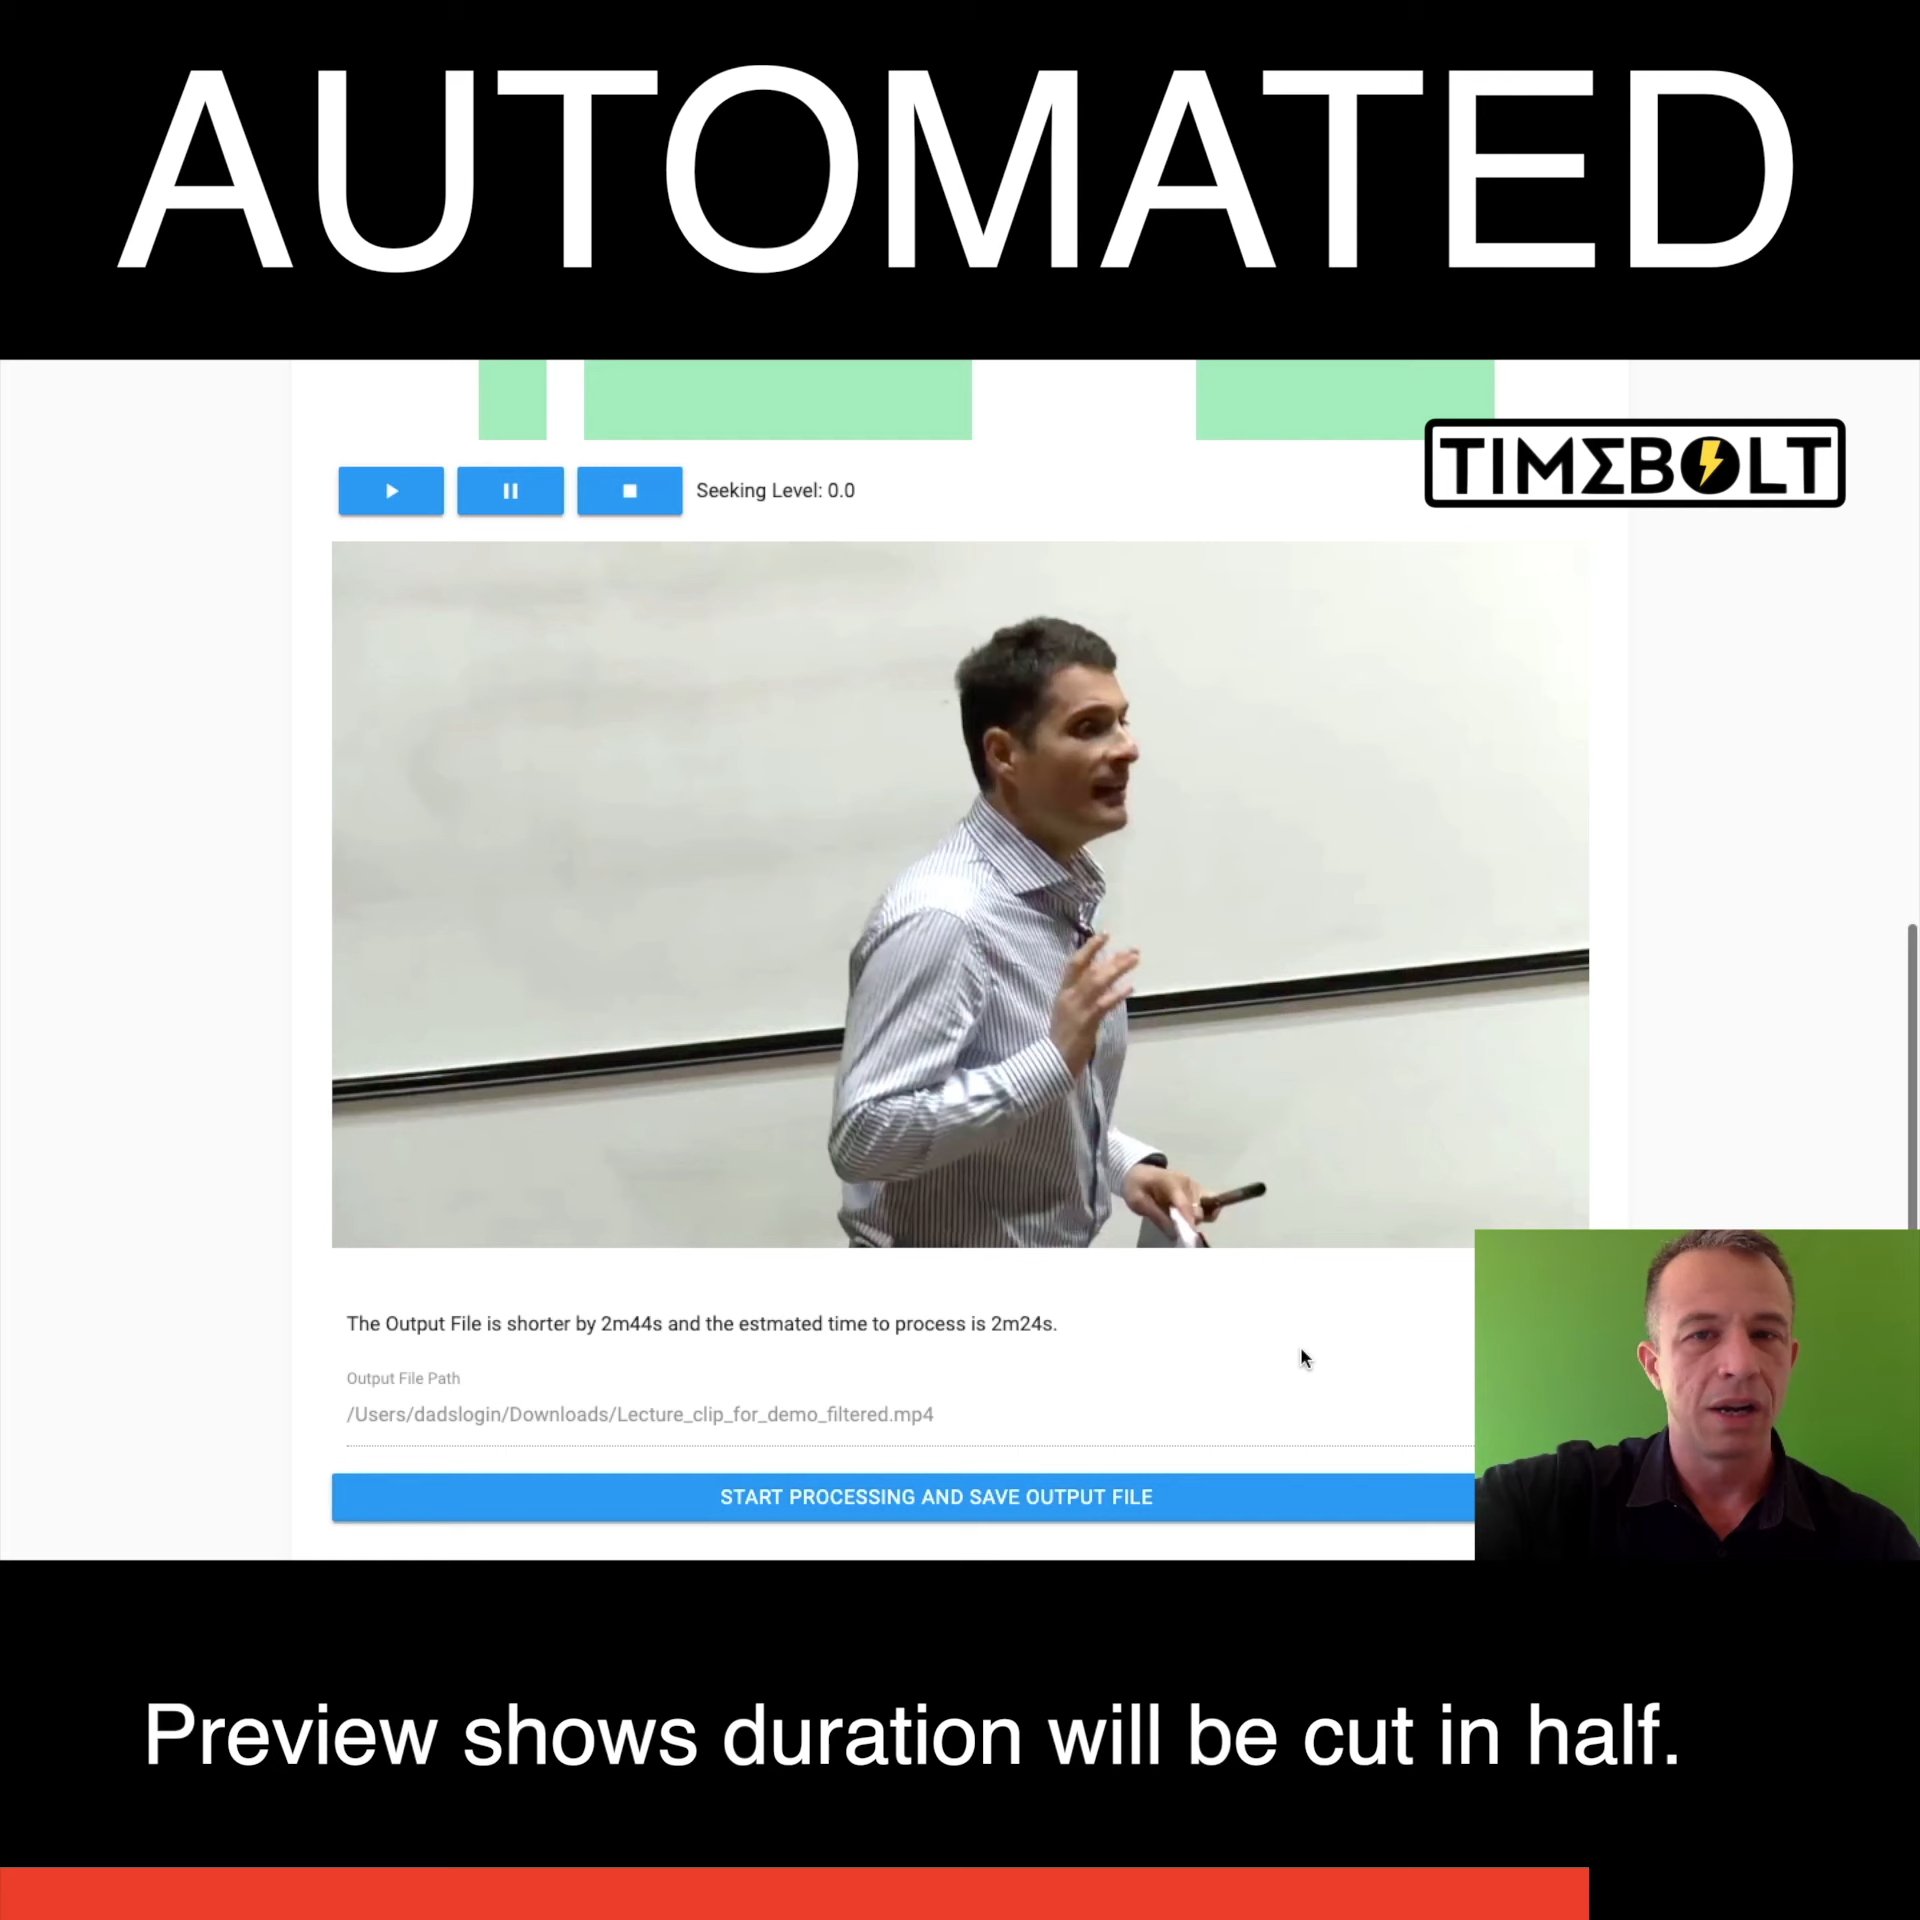 AUTOMATED
TIMΣBOLT
Seeking Level: 0.0
The Output File is shorter by 2m44s and the estmated time to process is 2m24s.
Output File Path
/Users/dadslogin/Downloads/Lecture_clip_for_demo_filtered.mp4
START PROCESSING AND SAVE OUTPUT FILE
Preview shows duration will be cut in half.